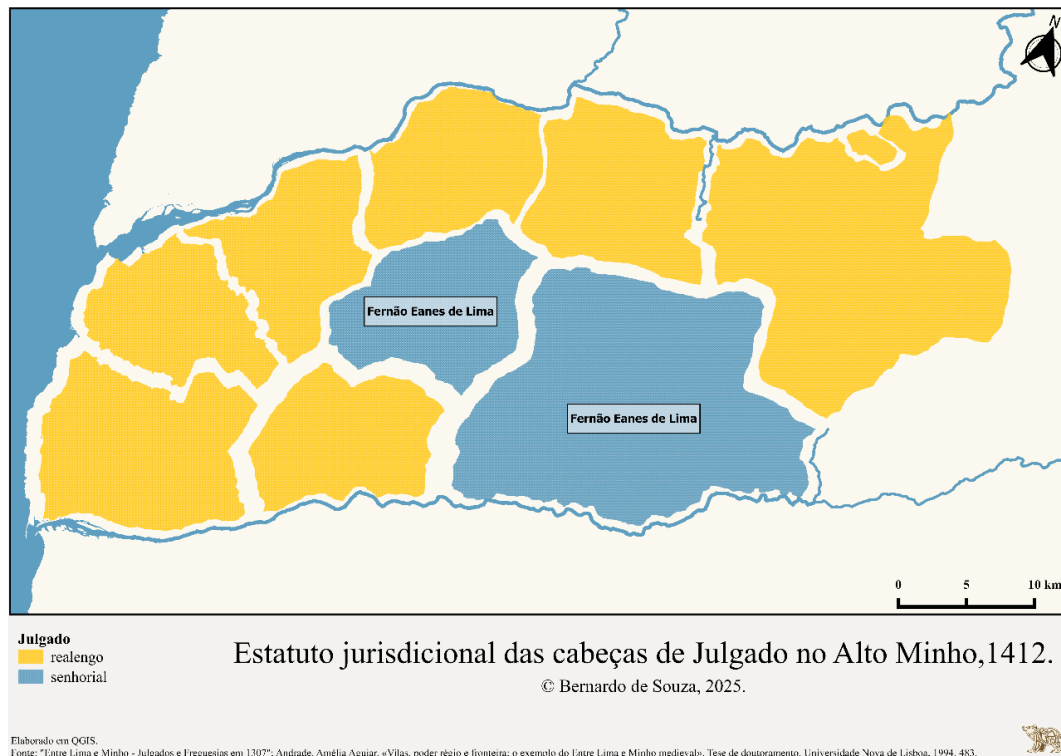 N
Fernão Eanes de Lima
Fernão Eanes de Lima
0 5 10 km
Julgado
realengo
senhorial
Estatuto jurisdicional das cabeças de Julgado no Alto Minho,1412.
© Bernardo de Souza, 2025.
Elaborado em QGIS.
Fonte: "Entre Lima e Minho - Julgados e Freguesias em 1307"; Andrade, Amélia Aguiar. «Vilas, poder régio e fronteira: o exemplo do Entre Lima e Minho medieval». Tese de doutoramento, Universidade Nova de Lisboa, 1994, 483.